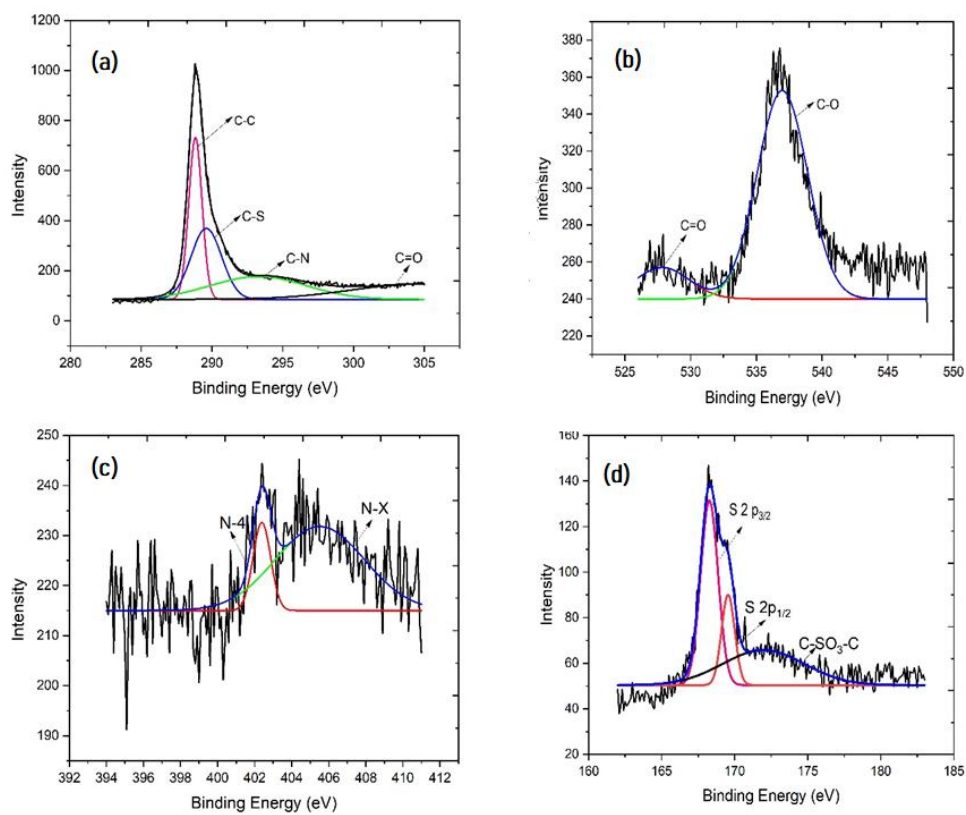 (a)
Intensity
1200
1000
800
600
400
200
0
C-C
C-S
C-N
C=O
280 285 290 295 300 305
Binding Energy (eV)
(b)
Intensity
380
360
340
320
300
280
260
240
220
C-O
C=O
525 530 535 540 545 550
Binding Energy (eV)
(c)
Intensity
250
240
230
220
210
200
190
N-4
N-X
392 394 396 398 400 402 404 406 408 410 412
Binding Energy (eV)
(d)
Intensity
160
140
120
100
80
60
40
20
S 2 p3/2
S 2p1/2
C-SO3-C
160 165 170 175 180 185
Binding Energy (eV)